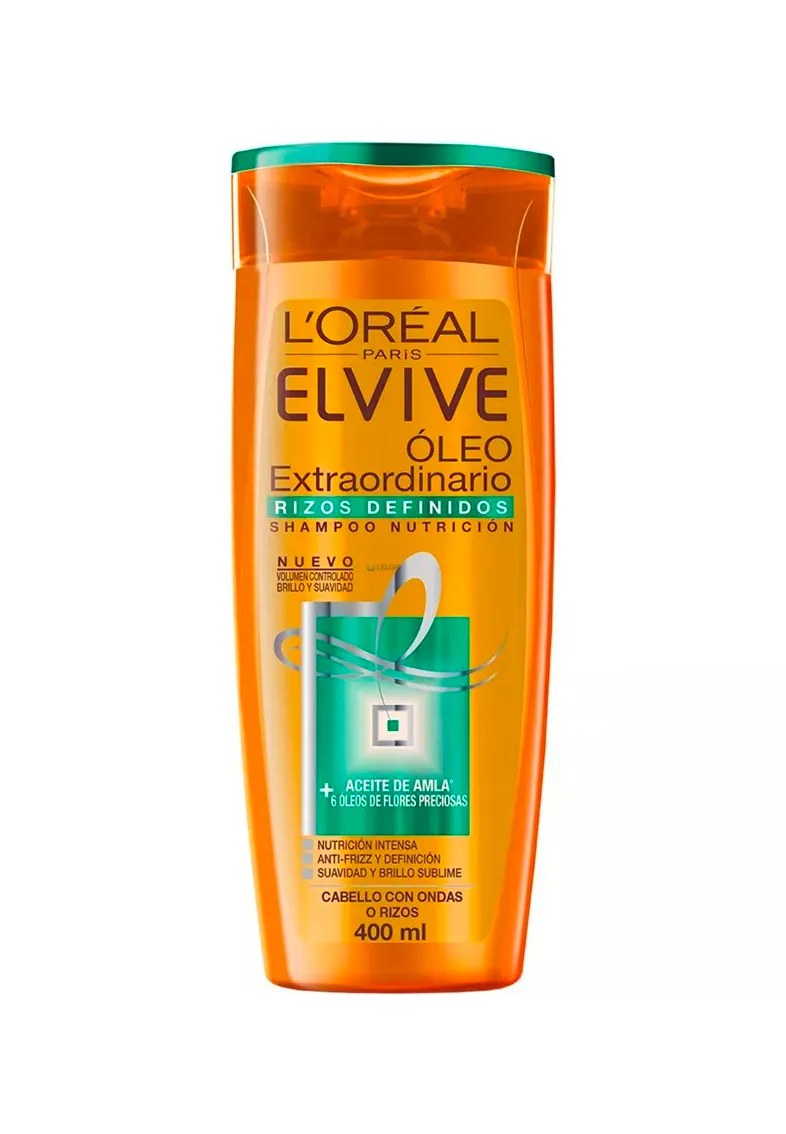 L'ORÉAL
PARIS
ELVIVE
ÓLEO
Extraordinario
RIZOS DEFINIDOS
SHAMPOO NUTRICIÓN
NUEVO
VOLUMEN CONTROLADO
BRILLO Y SUAVIDAD
+ ACEITE DE AMLA°
6 ÓLEOS DE FLORES PRECIOSAS
NUTRICIÓN INTENSA
ANTI-FRIZZ Y DEFINICIÓN
SUAVIDAD Y BRILLO SUBLIME
CABELLO CON ONDAS
O RIZOS
400 ml